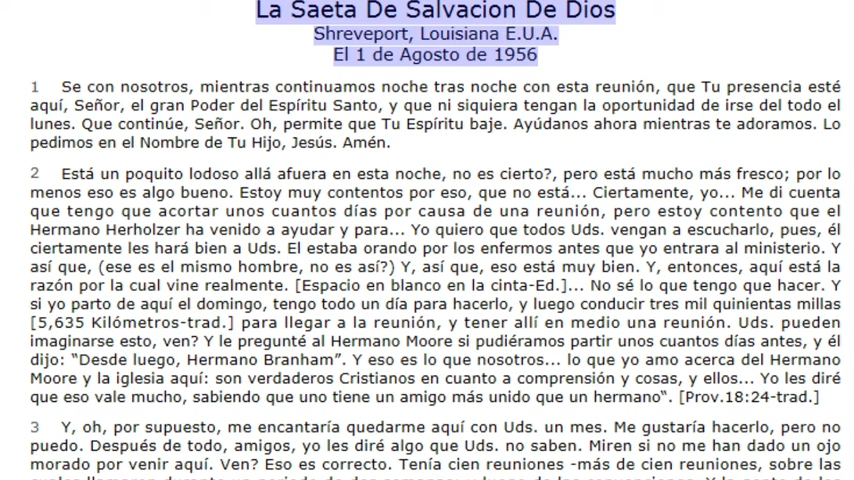 La Saeta De Salvacion De Dios
Shreveport, Louisiana E.U.A.
El 1 de Agosto de 1956
1 Se con nosotros, mientras continuamos noche tras noche con esta reunión, que Tu presencia esté
aquí, Señor, el gran Poder del Espíritu Santo, y que ni siquiera tengan la oportunidad de irse del todo el
lunes. Que continúe, Señor. Oh, permite que Tu Espíritu baje. Ayúdanos ahora mientras te adoramos. Lo
pedimos en el Nombre de Tu Hijo, Jesús. Amén.
2 Está un poquito lodoso allá afuera en esta noche, no es cierto?, pero está mucho más fresco; por lo
menos eso es algo bueno. Estoy muy contentos por eso, que no está... Ciertamente, yo... Me di cuenta
que tengo que acortar unos cuantos días por causa de una reunión, pero estoy contento que el
Hermano Herholzer ha venido a ayudar y para... Yo quiero que todos Uds. vengan a escucharlo, pues, él
ciertamente les hará bien a Uds. El estaba orando por los enfermos antes que yo entrara al ministerio. Y
así que, (ese es el mismo hombre, no es así?) Y, así que, eso está muy bien. Y, entonces, aquí está la
razón por la cual vine realmente. [Espacio en blanco en la cinta-Ed.]... No sé lo que tengo que hacer. Y
si yo parto de aquí el domingo, tengo todo un día para hacerlo, y luego conducir tres mil quinientas millas
[5,635 Kilómetros-trad.] para llegar a la reunión, y tener allí en medio una reunión. Uds. pueden
imaginarse esto, ven? Y le pregunté al Hermano Moore si pudiéramos partir unos cuantos días antes, y él
dijo: “Desde luego, Hermano Branham”. Y eso es lo que nosotros... lo que yo amo acerca del Hermano
Moore y la iglesia aquí: son verdaderos Cristianos en cuanto a comprensión y cosas, y ellos... Yo les diré
que eso vale mucho, sabiendo que uno tiene un amigo más unido que un hermano“. [Prov.18:24-trad.]
3 Y, oh, por supuesto, me encantaría quedarme aquí con Uds. un mes. Me gustaría hacerlo, pero no
puedo. Después de todo, amigos, yo les diré algo que Uds. no saben. Miren si no me han dado un ojo
morado por venir aquí. Ven? Eso es correcto. Tenía cien reuniones -más de cien reuniones, sobre las